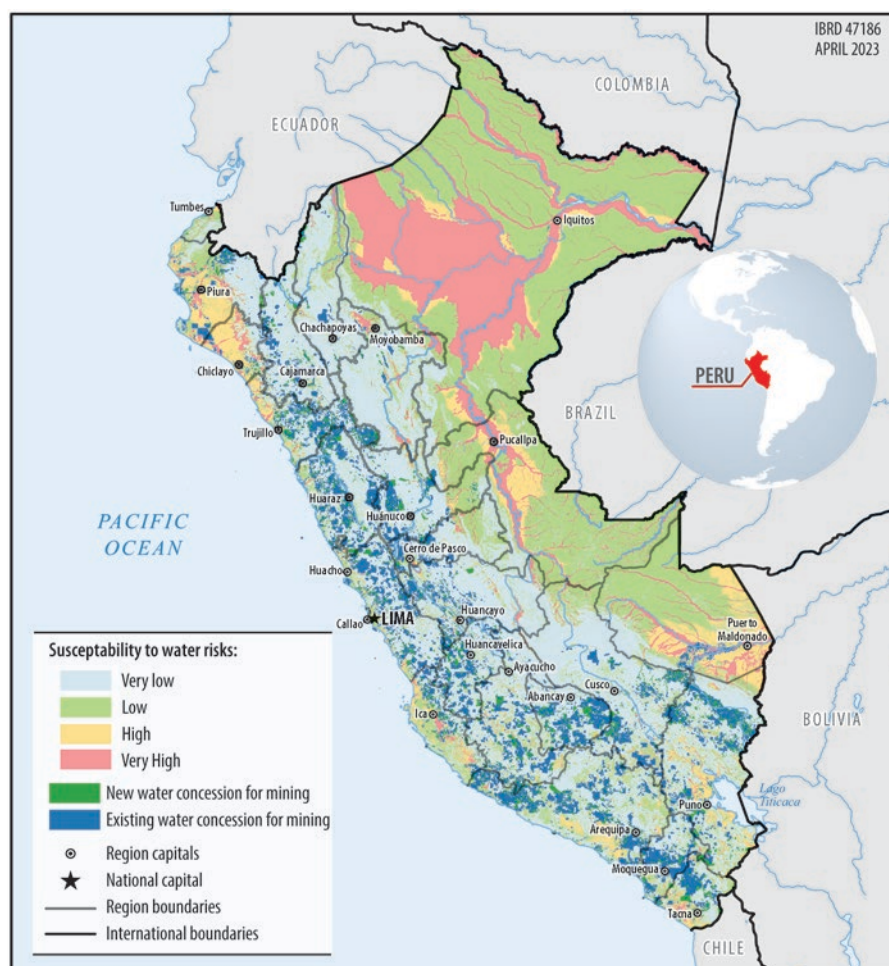 IBRD 47186
APRIL 2023
COLOMBIA
ECUADOR
Tumbes
Iquitos
Piura
Chachapoyas
Moyobamba
Chiclayo
Cajamarca
PERU
BRAZIL
Trujillo
Pucallpa
Huaraz
Huánuco
PACIFIC
OCEAN
Cerro de Pasco
Huacho
Callao
LIMA
Huancayo
Puerto
Maldonado
Huancavelica
Ayacucho
Cusco
Abancay
Ica
BOLIVIA
Lago
Titicaca
Puno
Arequipa
Moquegua
Tacna
CHILE
Susceptability to water risks:
Very low
Low
High
Very High
New water concession for mining
Existing water concession for mining
Region capitals
National capital
Region boundaries
International boundaries